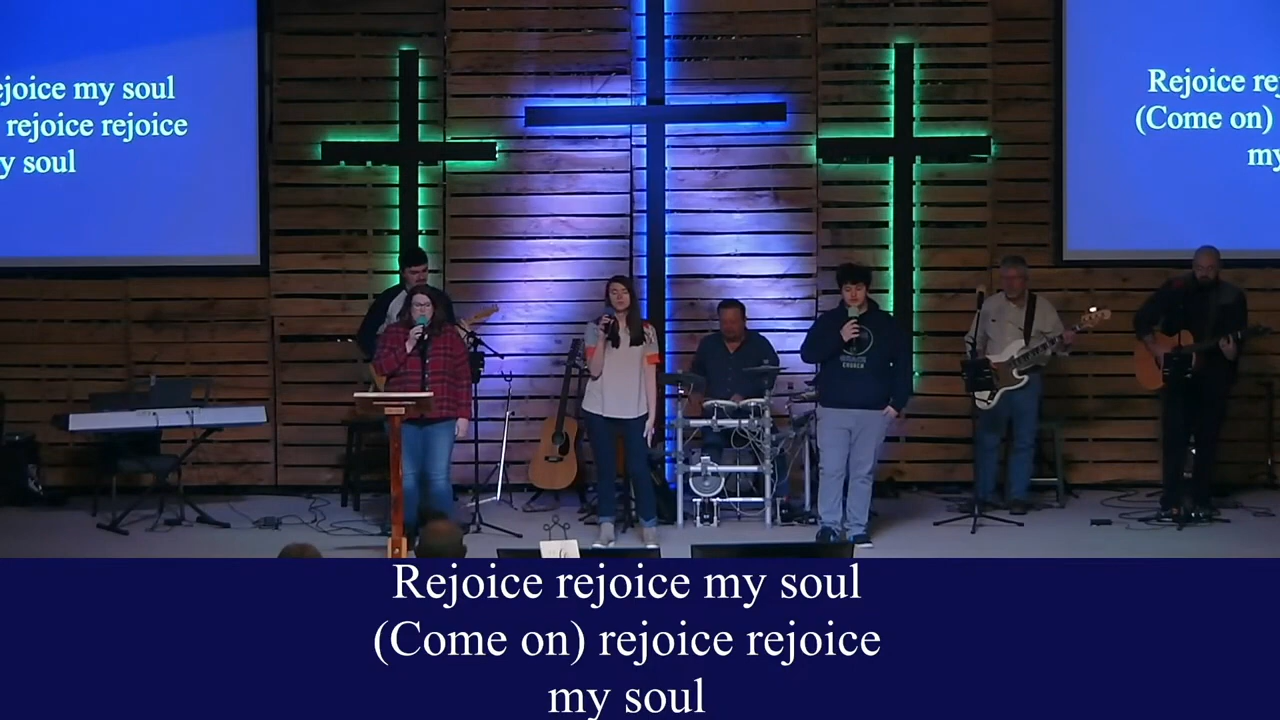 ejoice my soul
rejoice rejoice
y soul
Rejoice re
(Come on)
my
CHURCH
Rejoice rejoice my soul
(Come on) rejoice rejoice
my soul